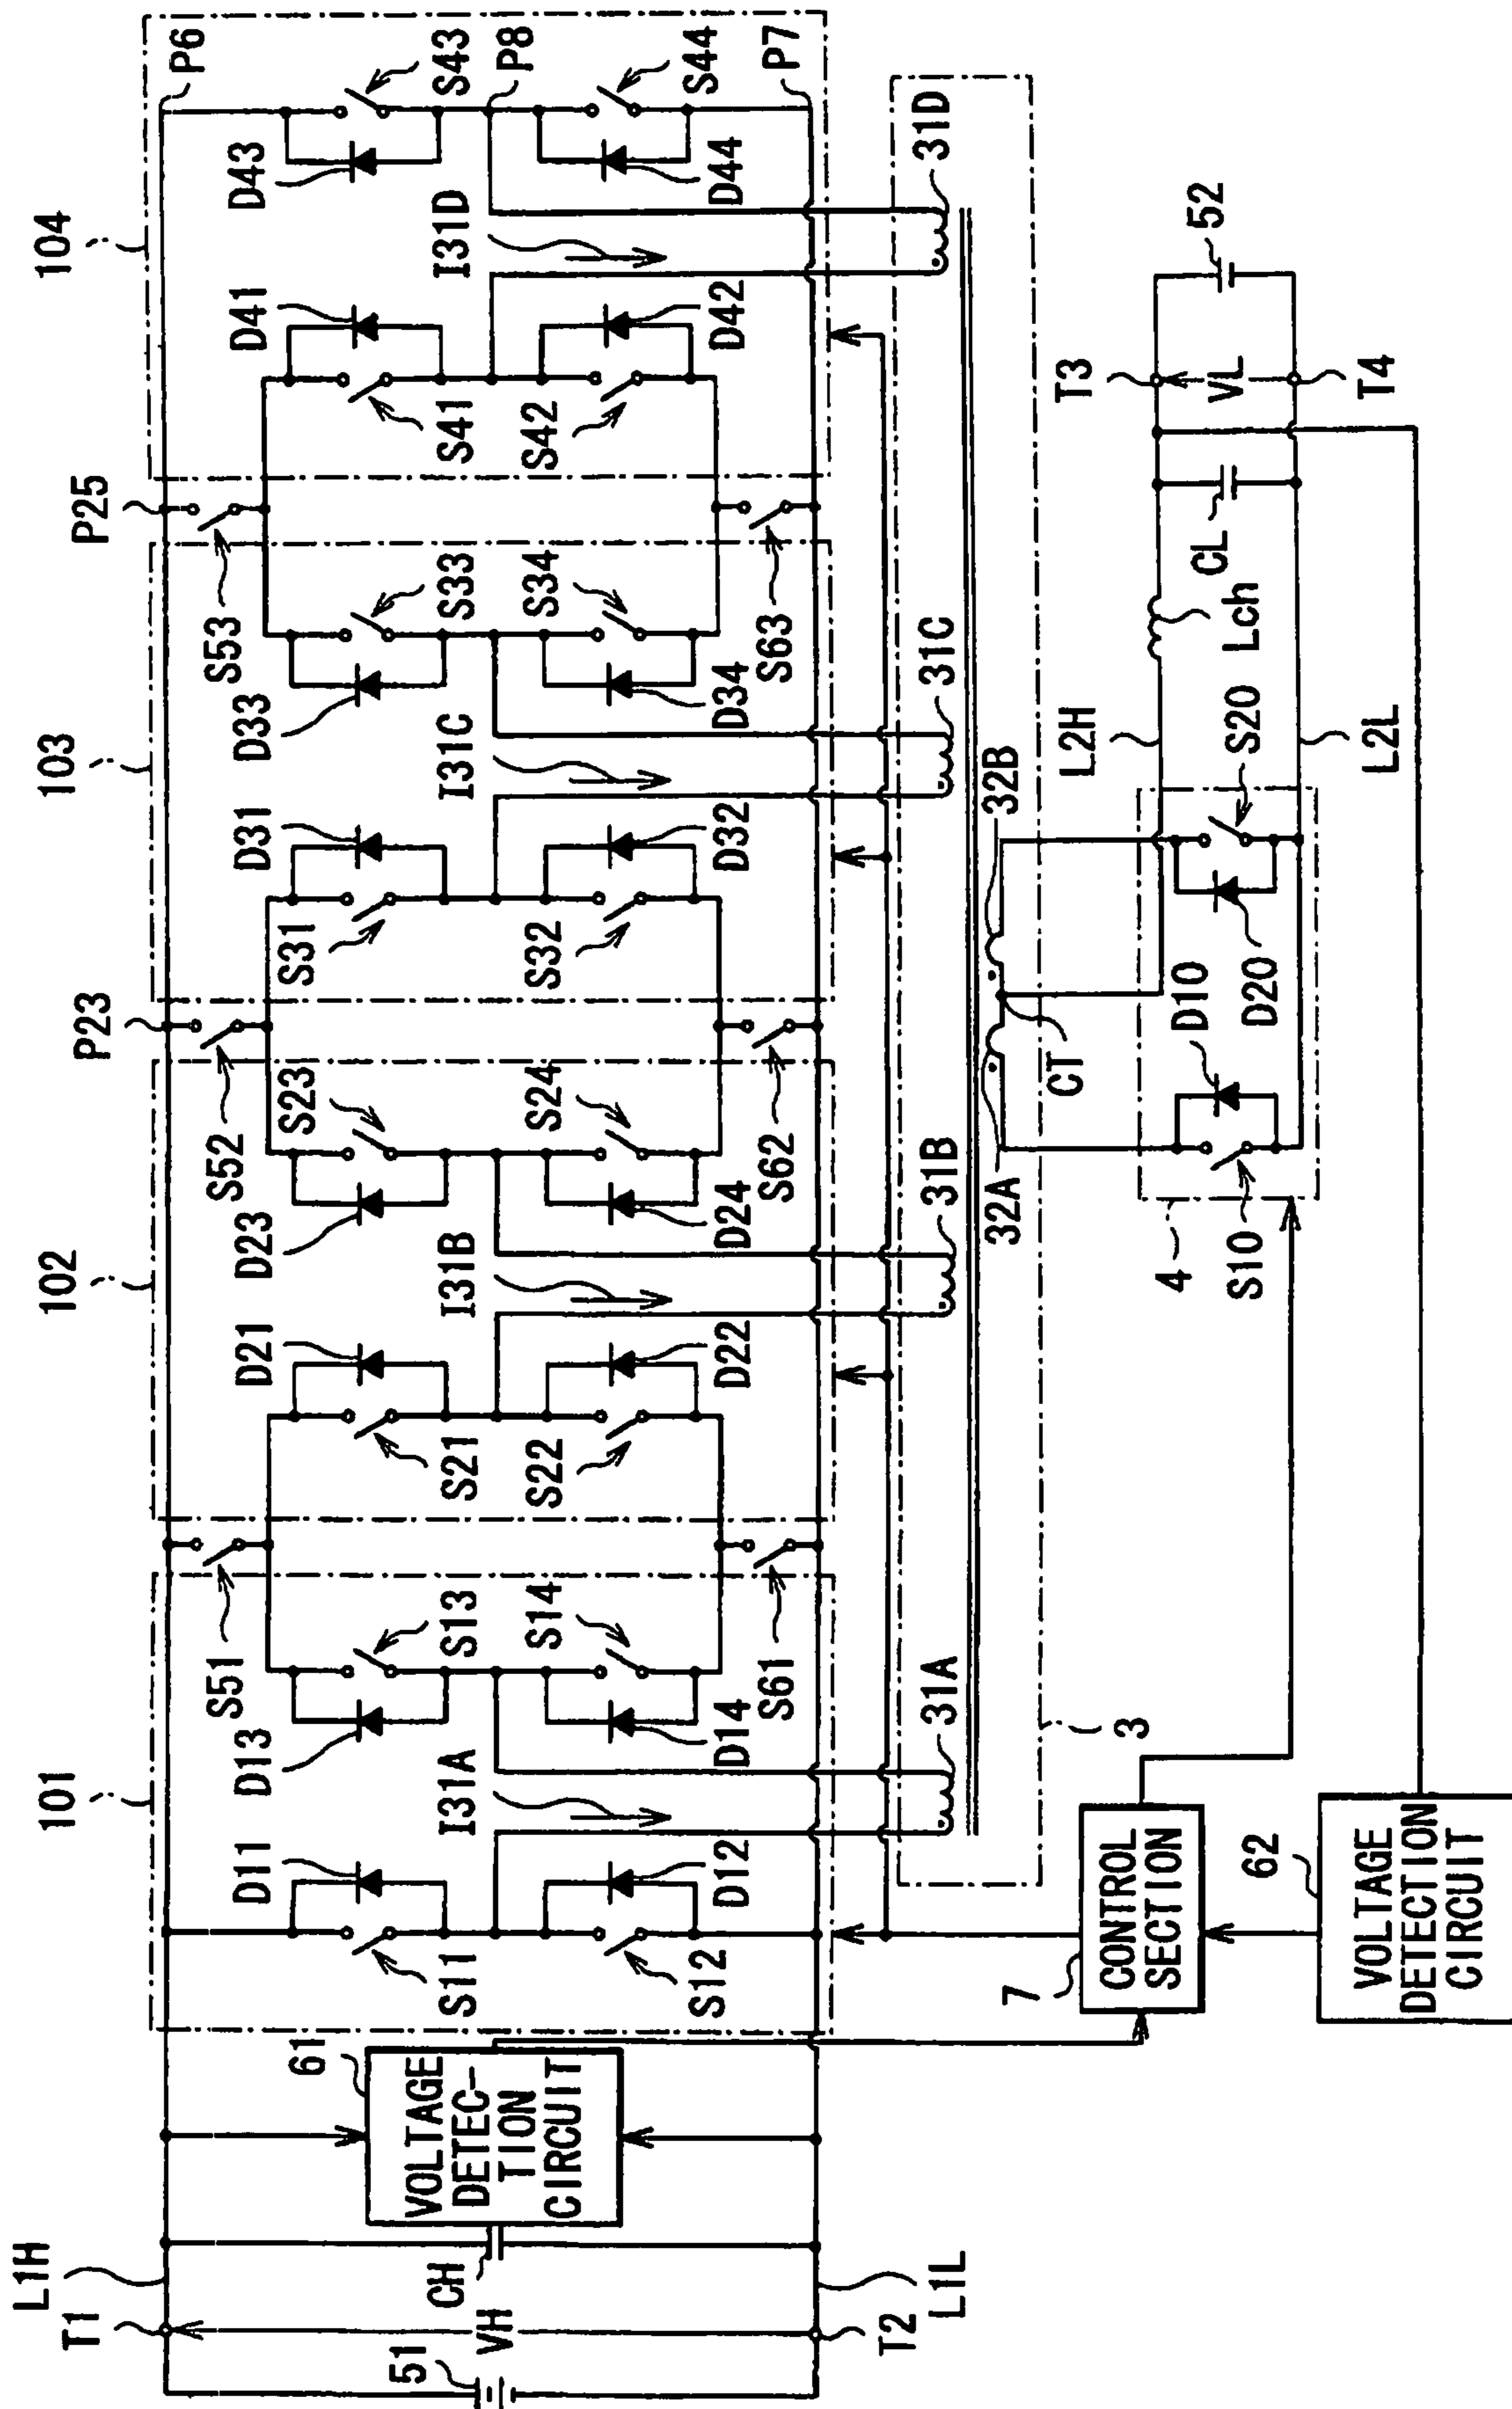 104
103
102
101
P6
P25
P23
L1H
T1
S43
P8
S44
P7
D43
I31D
D44
31D
D41
D42
S41
S42
S53
S33
S34
S63
D33
I31C
D34
31C
D31
D32
S31
S32
S52
S23
S24
S62
D23
I31B
D24
31B
D21
D22
S21
S22
S51
S13
S14
S61
D13
I31A
D14
31A
D11
D12
S11
S12
61
VOLTAGE
DETEC-
TION
CIRCUIT
CH
VH
51
T2
L1L
3
32B
32A
CT
52
T3
VL
T4
CL
Lch
L2H
S20
L2L
D10
D20
4
S10
7
CONTROL
SECTION
62
VOLTAGE
DETECTION
CIRCUIT